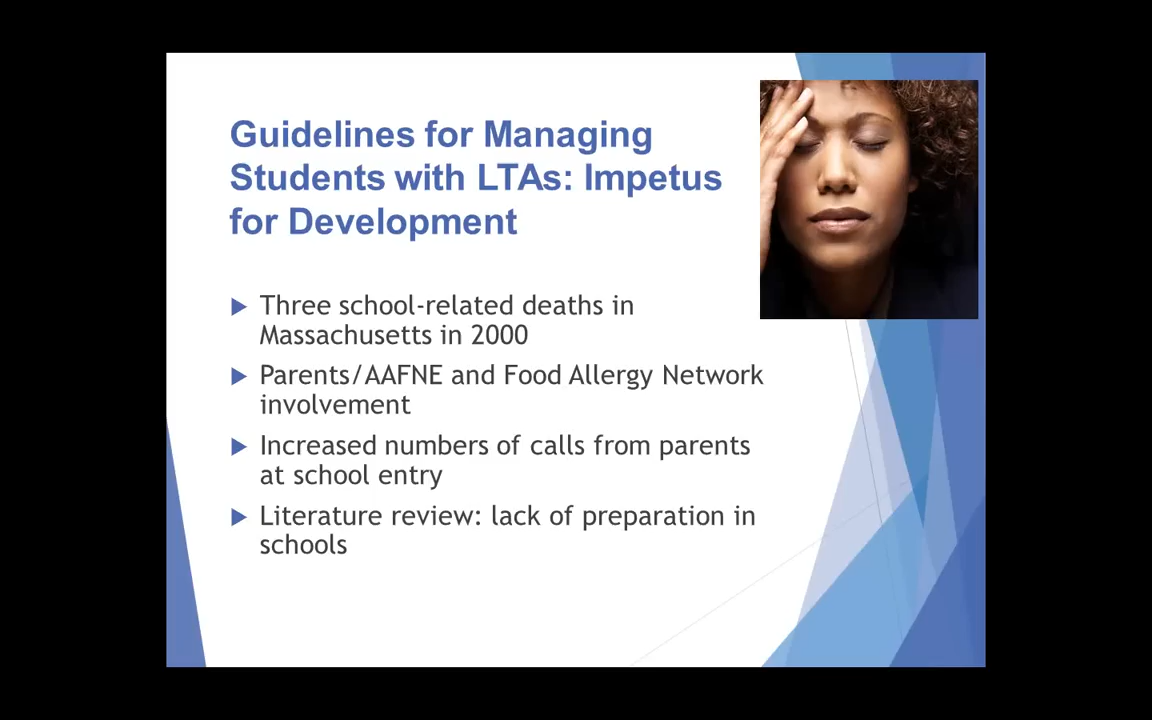 Guidelines for Managing
Students with LTAs: Impetus
for Development
Three school-related deaths in
Massachusetts in 2000
Parents/AAFNE and Food Allergy Network
involvement
Increased numbers of calls from parents
at school entry
Literature review: lack of preparation in
schools